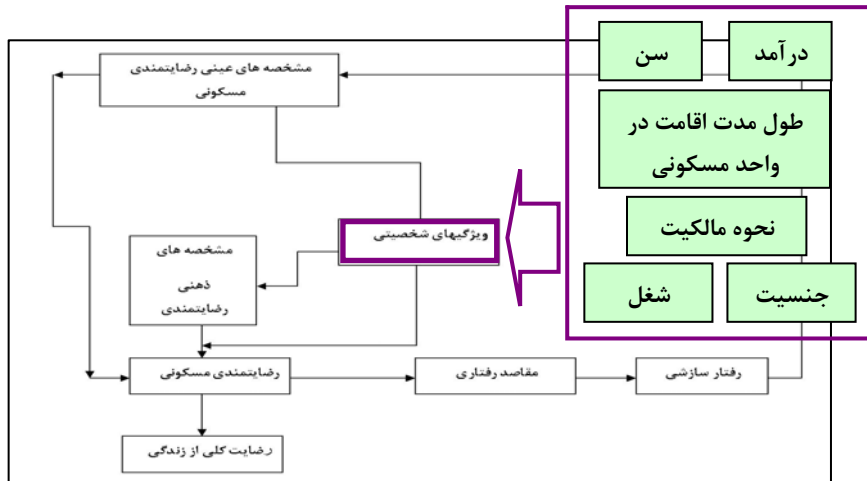 درآمد
سن
طول مدت اقامت در
واحد مسکونی
نحوه مالکیت
جنسیت
شغل
مشخصه های عینی رضایتمندی
مسکونی
ویژگیهای شخصیتی
مشخصه های
ذهنی
رضایتمندی
رضایتمندی مسکونی
مقاصد رفتاری
رفتار سازشی
رضایت کلی از زندگی